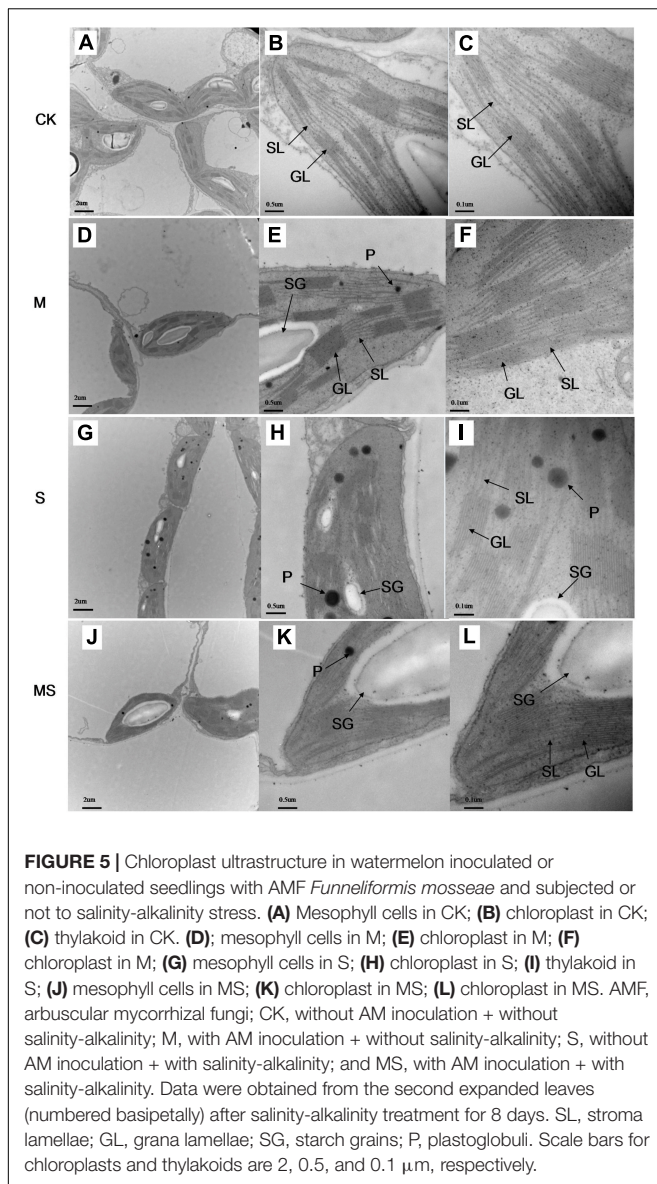 A B C
CK
SL
GL
SL
GL
2um 0.5um 0.1um
D E F
M
SG
P
GL
SL
GL
SL
2um 0.5um 0.1um
G H I
S
P
SG
SL
GL
P
SG
2um 0.5um 0.1um
J K L
MS
P
SG
SG
SL
GL
2um 0.5um 0.1um
FIGURE 5 | Chloroplast ultrastructure in watermelon inoculated or
non-inoculated seedlings with AMF Funneliformis mosseae and subjected or
not to salinity-alkalinity stress. (A) Mesophyll cells in CK; (B) chloroplast in CK;
(C) thylakoid in CK. (D); mesophyll cells in M; (E) chloroplast in M; (F)
chloroplast in M; (G) mesophyll cells in S; (H) chloroplast in S; (I) thylakoid in
S; (J) mesophyll cells in MS; (K) chloroplast in MS; (L) chloroplast in MS. AMF,
arbuscular mycorrhizal fungi; CK, without AM inoculation + without
salinity-alkalinity; M, with AM inoculation + without salinity-alkalinity; S, without
AM inoculation + with salinity-alkalinity; and MS, with AM inoculation + with
salinity-alkalinity. Data were obtained from the second expanded leaves
(numbered basipetally) after salinity-alkalinity treatment for 8 days. SL, stroma
lamellae; GL, grana lamellae; SG, starch grains; P, plastoglobuli. Scale bars for
chloroplasts and thylakoids are 2, 0.5, and 0.1 μm, respectively.